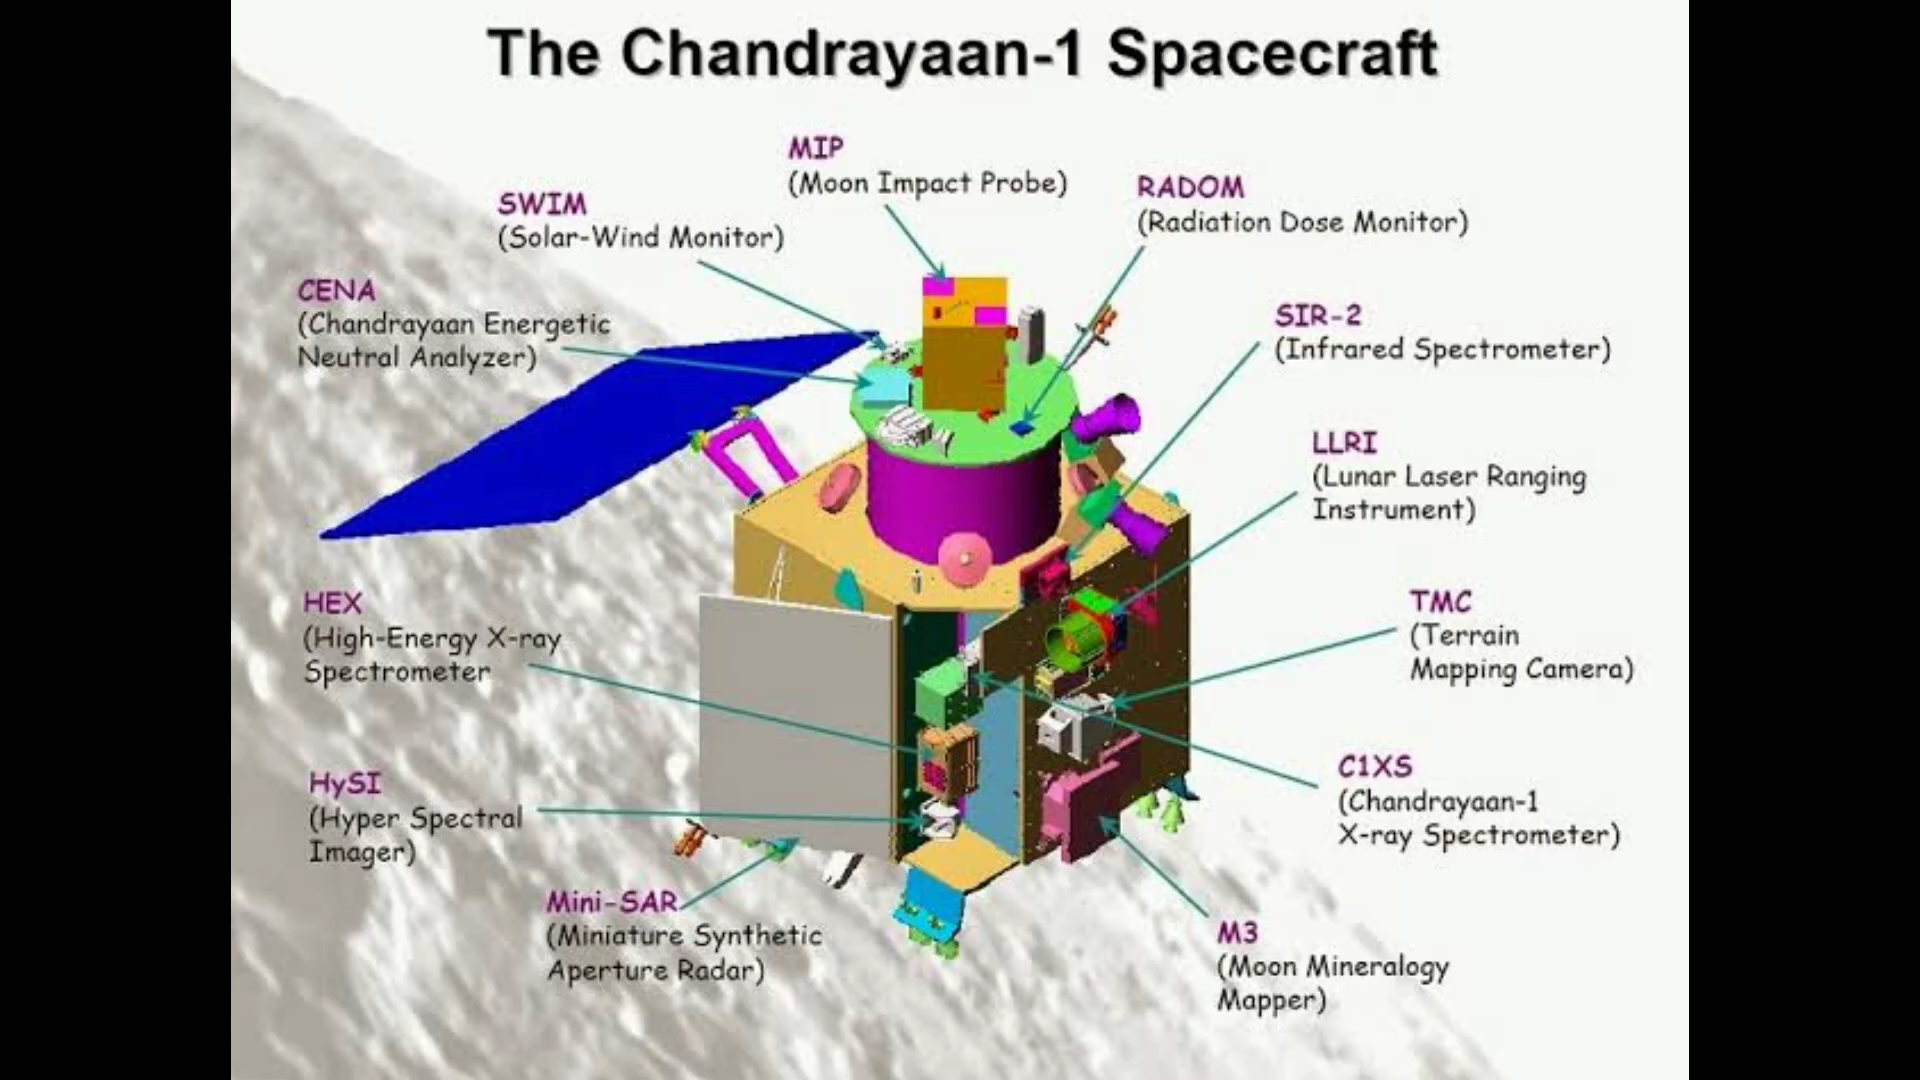 The Chandrayaan-1 Spacecraft
MIP
(Moon Impact Probe)
RADOM
(Radiation Dose Monitor)
SWIM
(Solar-Wind Monitor)
CENA
(Chandrayaan Energetic
Neutral Analyzer)
SIR-2
(Infrared Spectrometer)
LLRI
(Lunar Laser Ranging
Instrument)
HEX
(High-Energy X-ray
Spectrometer
TMC
(Terrain
Mapping Camera)
HySI
(Hyper Spectral
Imager)
C1XS
(Chandrayaan-1
X-ray Spectrometer)
Mini-SAR
(Miniature Synthetic
Aperture Radar)
M3
(Moon Mineralogy
Mapper)